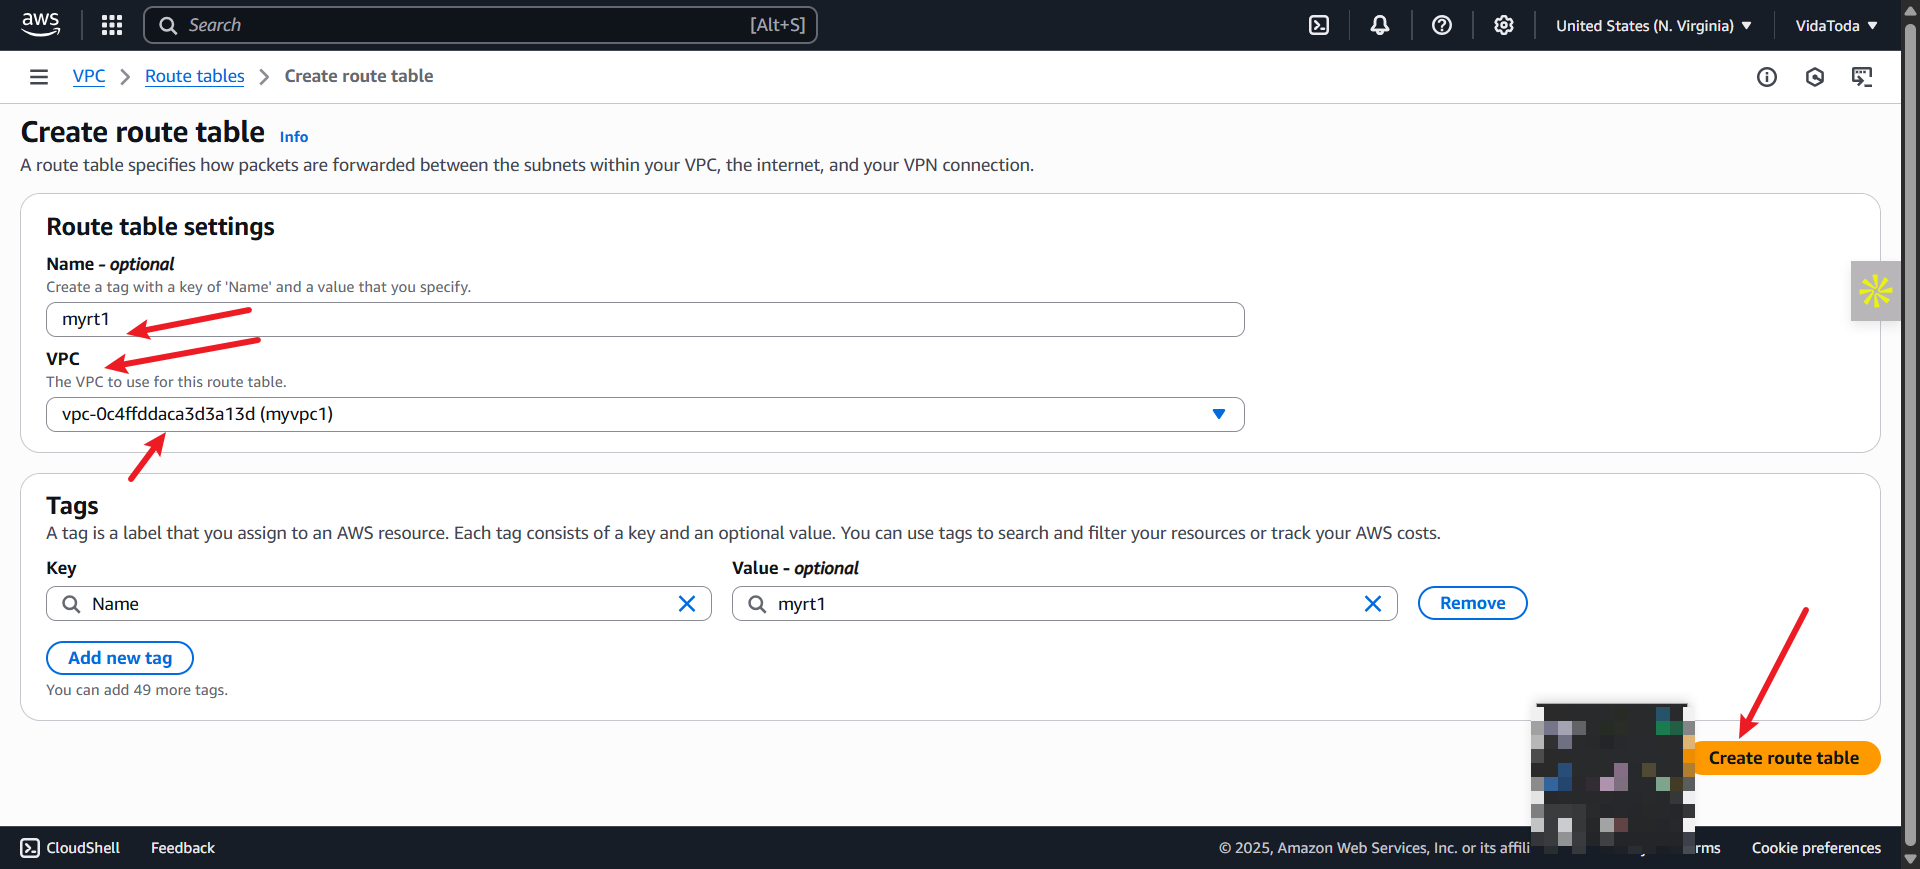 aws
Search [Alt+S]
United States (N. Virginia) VidaToda
VPC Route tables Create route table
Create route table Info
A route table specifies how packets are forwarded between the subnets within your VPC, the internet, and your VPN connection.
Route table settings
Name - optional
Create a tag with a key of 'Name' and a value that you specify.
myrt1
VPC
The VPC to use for this route table.
vpc-0c4ffddaca3d3a13d (myvpc1)
Tags
A tag is a label that you assign to an AWS resource. Each tag consists of a key and an optional value. You can use tags to search and filter your resources or track your AWS costs.
Key Value - optional
Name myrt1 Remove
Add new tag
You can add 49 more tags.
Create route table
CloudShell Feedback © 2025, Amazon Web Services, Inc. or its Cookie preferences